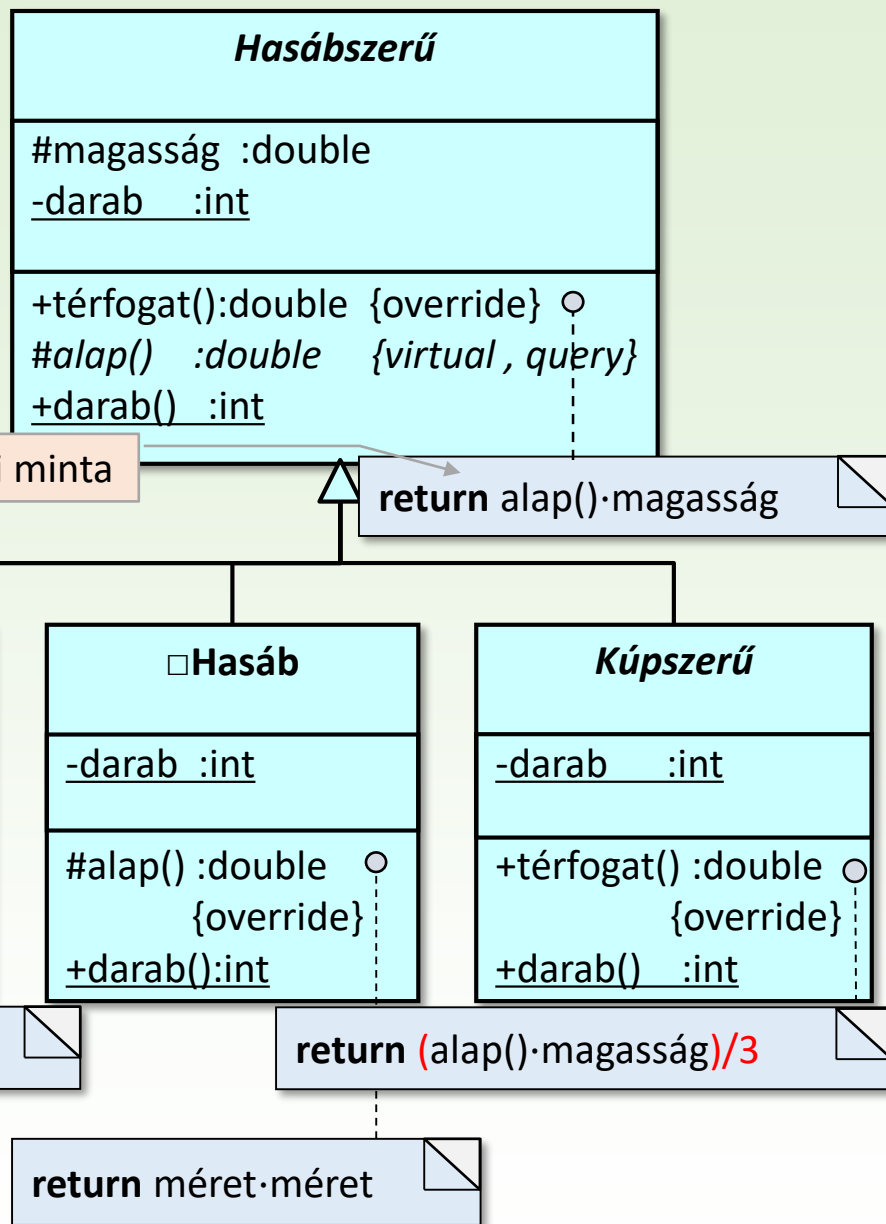 Hasábszerű
#magasság :double
-darab :int
+térfogat():double {override}
#alap() :double {virtual , query}
+darab() :int
minta
return alap()·magasság
□Hasáb
-darab :int
#alap() :double
{override}
+darab():int
Kúpszerű
-darab :int
+térfogat() :double
{override}
+darab() :int
return (alap()·magasság)/3
return méret·méret